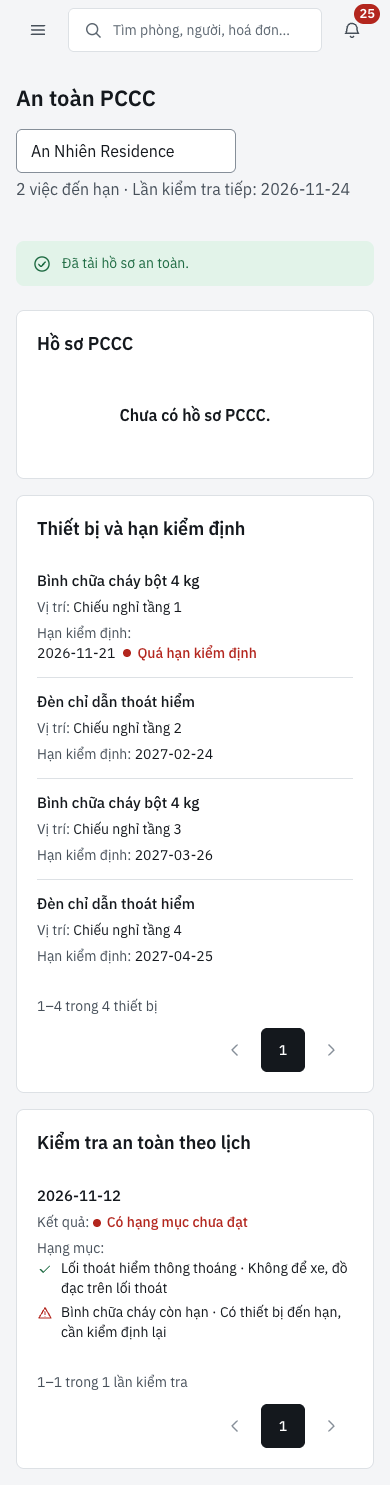 Tìm phòng, người, hoá đơn...
25
An toàn PCCC
An Nhiên Residence
2 việc đến hạn · Lần kiểm tra tiếp: 2026-11-24
Đã tải hồ sơ an toàn.
Hồ sơ PCCC
Chưa có hồ sơ PCCC.
Thiết bị và hạn kiểm định
Bình chữa cháy bột 4 kg
Vị trí: Chiếu nghỉ tầng 1
Hạn kiểm định:
2026-11-21 Quá hạn kiểm định
Đèn chỉ dẫn thoát hiểm
Vị trí: Chiếu nghỉ tầng 2
Hạn kiểm định: 2027-02-24
Bình chữa cháy bột 4 kg
Vị trí: Chiếu nghỉ tầng 3
Hạn kiểm định: 2027-03-26
Đèn chỉ dẫn thoát hiểm
Vị trí: Chiếu nghỉ tầng 4
Hạn kiểm định: 2027-04-25
1–4 trong 4 thiết bị
1
Kiểm tra an toàn theo lịch
2026-11-12
Kết quả: Có hạng mục chưa đạt
Hạng mục:
Lối thoát hiểm thông thoáng · Không để xe, đồ
đạc trên lối thoát
Bình chữa cháy còn hạn · Có thiết bị đến hạn,
cần kiểm định lại
1–1 trong 1 lần kiểm tra
1